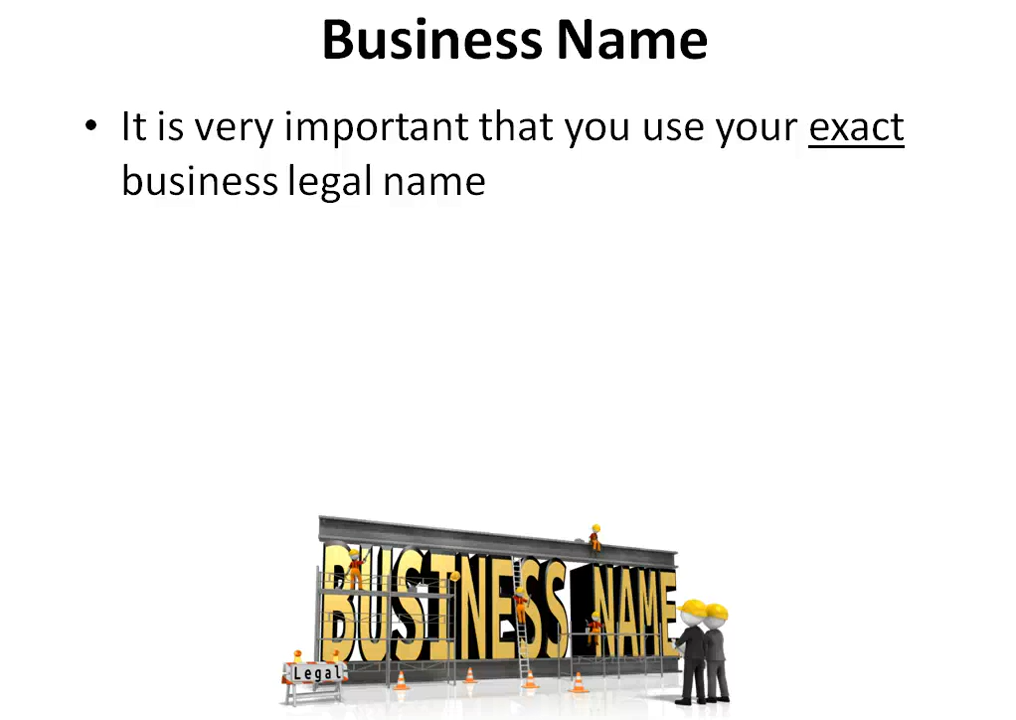 Business Name
• It is very important that you use your exact
business legal name
BUSINESS NAME
Legal